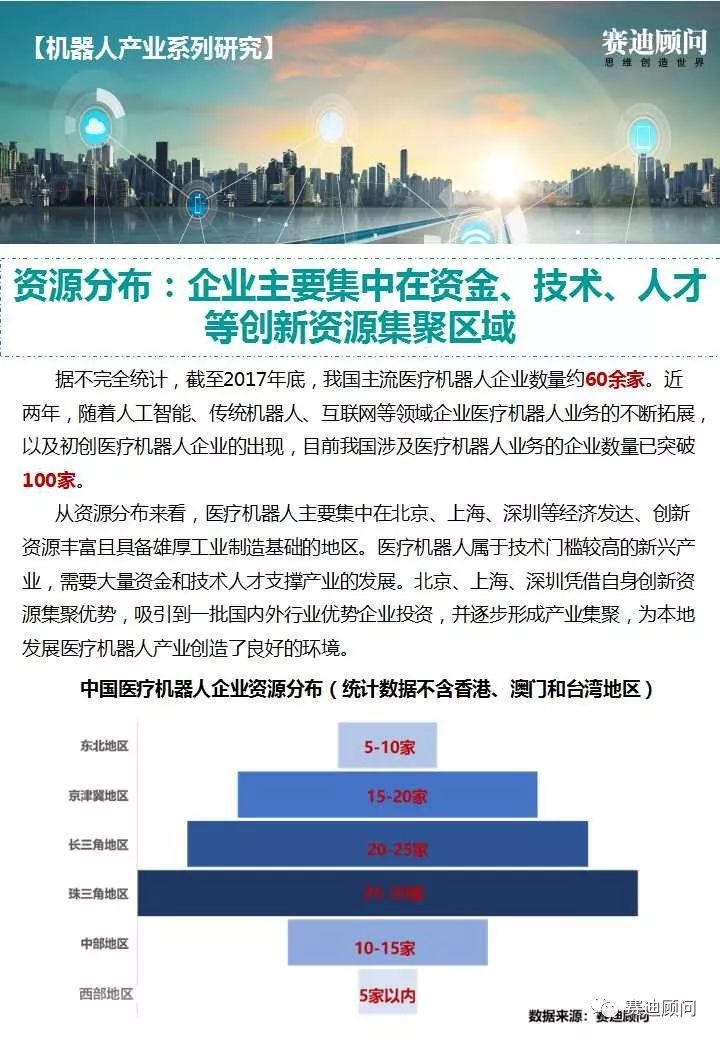 【机器人产业系列研究】
赛迪顾问
思维创造世界
资源分布：企业主要集中在资金、技术、人才
等创新资源集聚区域
据不完全统计，截至2017年底，我国主流医疗机器人企业数量约60余家。近
两年，随着人工智能、传统机器人、互联网等领域企业医疗机器人业务的不断拓展，
以及初创医疗机器人企业的出现，目前我国涉及医疗机器人业务的企业数量已突破
100家。
从资源分布来看，医疗机器人主要集中在北京、上海、深圳等经济发达、创新
资源丰富且具备雄厚工业制造基础的地区。医疗机器人属于技术门槛较高的新兴产
业，需要大量资金和技术人才支撑产业的发展。北京、上海、深圳凭借自身创新资
源集聚优势，吸引到一批国内外行业优势企业投资，并逐步形成产业集聚，为本地
发展医疗机器人产业创造了良好的环境。
中国医疗机器人企业资源分布（统计数据不含香港、澳门和台湾地区）
东北地区 5-10家
京津冀地区 15-20家
长三角地区 20-25家
珠三角地区 25-30家
中部地区 10-15家
西部地区 5家以内
数据来源：赛迪顾问
赛迪顾问